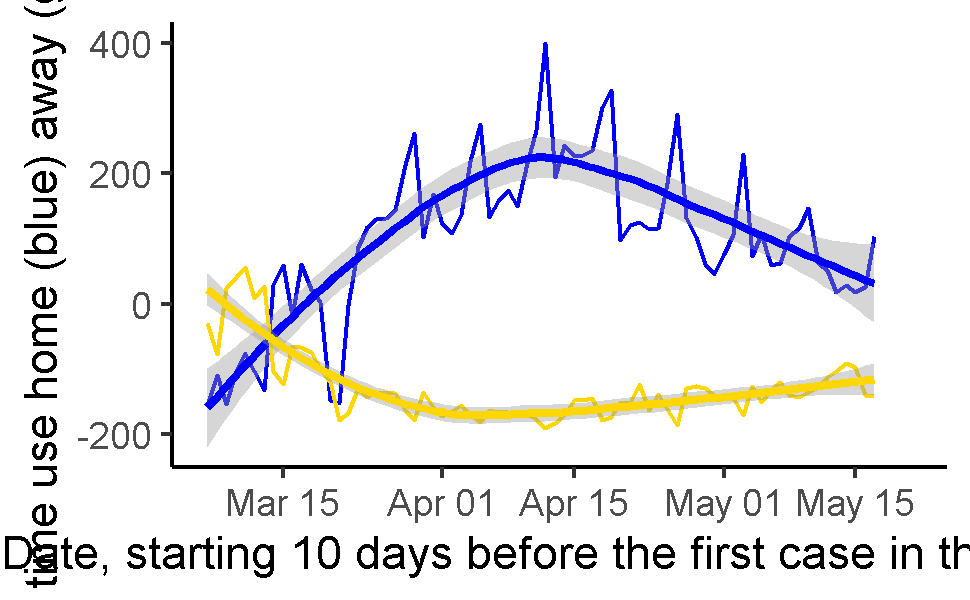 time use home (blue) away (
400
200
0
-200
Mar 15
Apr 01
Apr 15
May 01
May 15
Date, starting 10 days before the first case in th